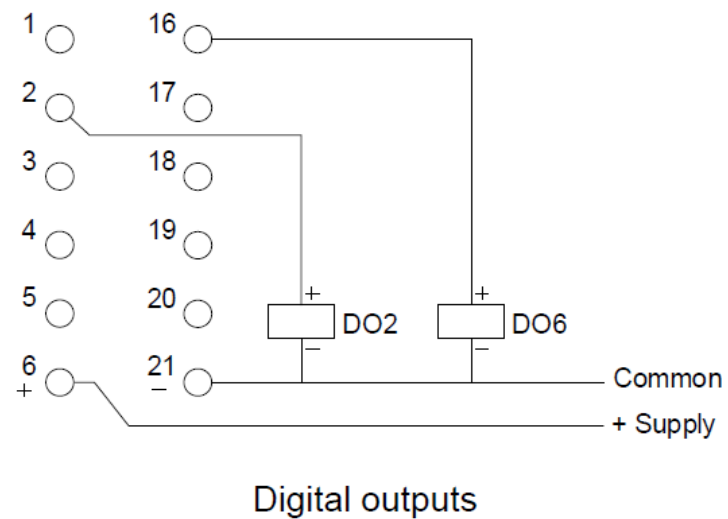 1 16
2 17
3 18
4 19
5 20
+ +
DO2 DO6
− −
6 21
+ −
Common
+ Supply
Digital outputs